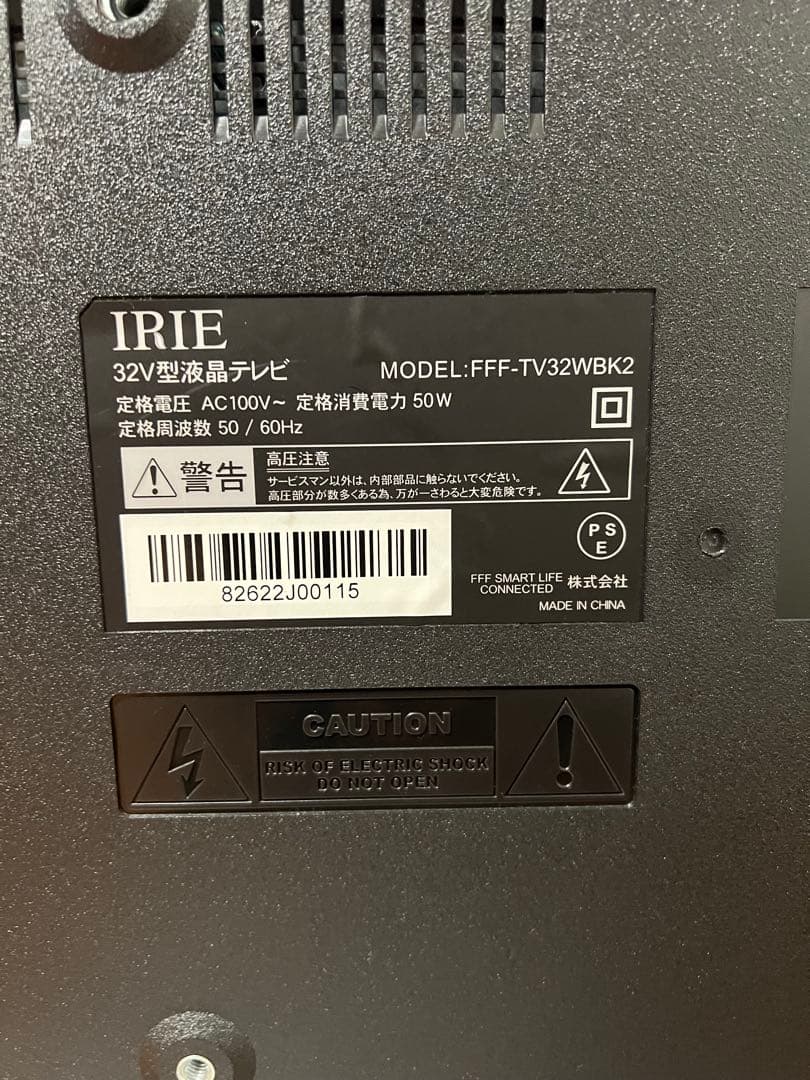 IRIE
32V型液晶テレビ MODEL:FFF-TV32WBK2
定格電圧 AC100V~ 定格消費電力 50W
定格周波数 50 / 60Hz
警告
高圧注意
サービスマン以外は、内部部品に触らないでください。
高圧部分が数多くある為、万が一さわると大変危険です。
82622J00115
PS
E
FFF SMART LIFE
CONNECTED 株式会社
MADE IN CHINA
CAUTION
RISK OF ELECTRIC SHOCK
DO NOT OPEN